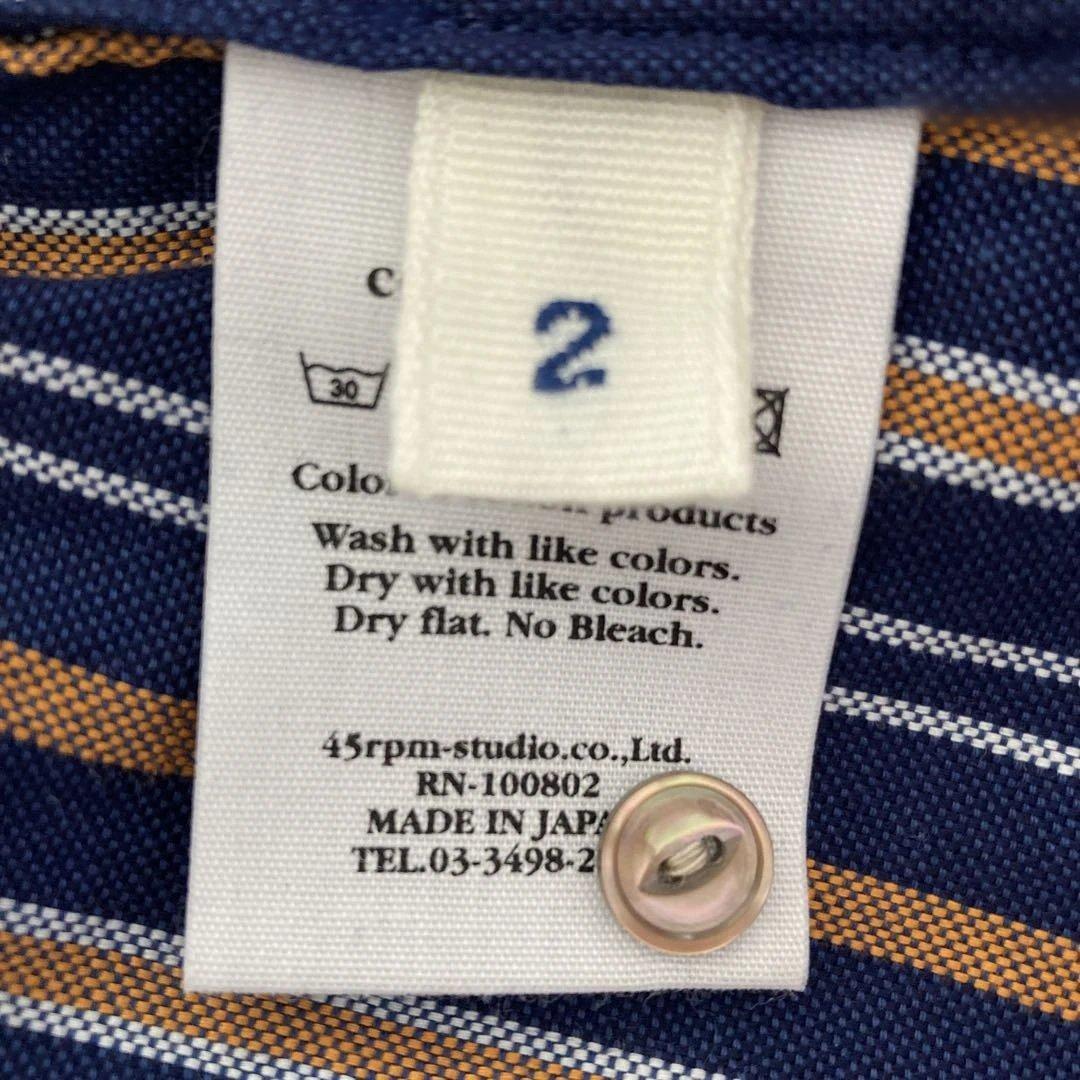 2
30
products
Wash with like colors.
Dry with like colors.
Dry flat. No Bleach.
45rpm-studio.co.,Ltd.
RN-100802
MADE IN
TEL.03-3498-2